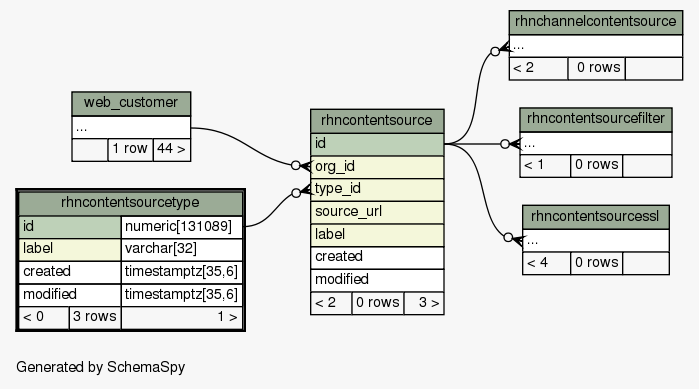 rhnchannelcontentsource
...
< 2 0 rows
web_customer
...
1 row 44 >
rhncontentsource
id
org_id
type_id
source_url
label
created
modified
< 2 0 rows 3 >
rhncontentsourcefilter
...
< 1 0 rows
rhncontentsourcetype
id numeric[131089]
label varchar[32]
created timestamptz[35,6]
modified timestamptz[35,6]
< 0 3 rows 1 >
rhncontentsourcessl
...
< 4 0 rows
Generated by SchemaSpy